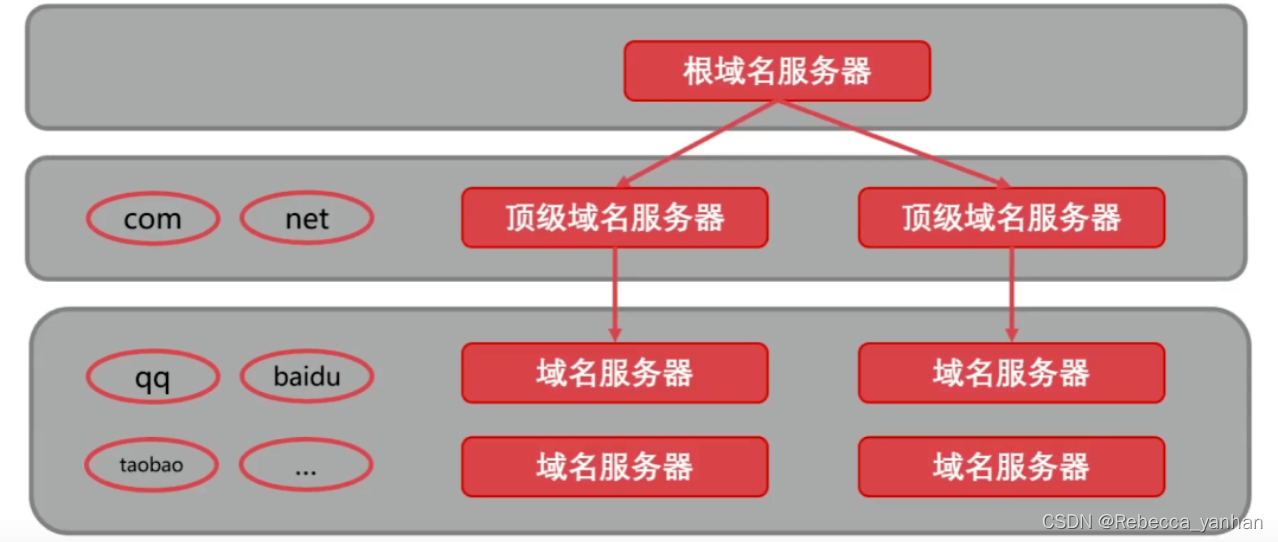 根域名服务器
com net 顶级域名服务器 顶级域名服务器
qq baidu 域名服务器 域名服务器
taobao ... 域名服务器 域名服务器
CSDN @Rebecca_yanhan